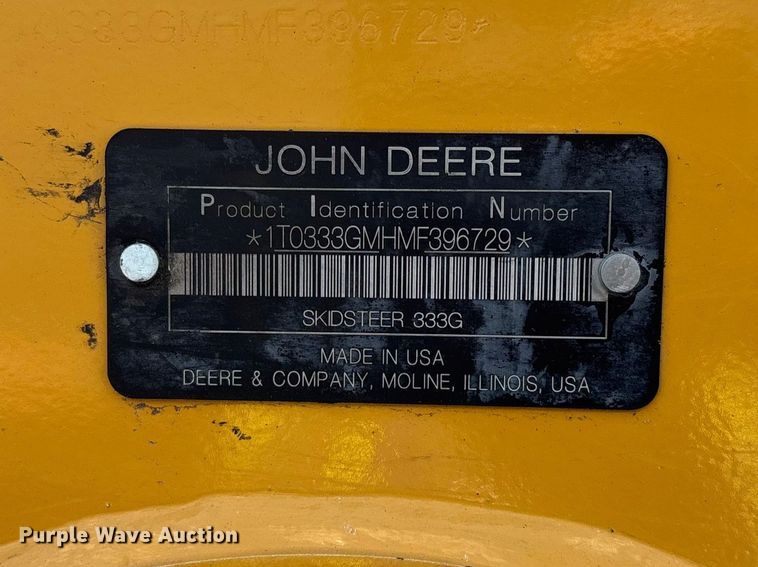 0333GMHMF396729*
JOHN DEERE
Product Identification Number
*1T0333GMHMF396729*
SKIDSTEER 333G
MADE IN USA
DEERE & COMPANY, MOLINE, ILLINOIS, USA
Purple Wave Auction